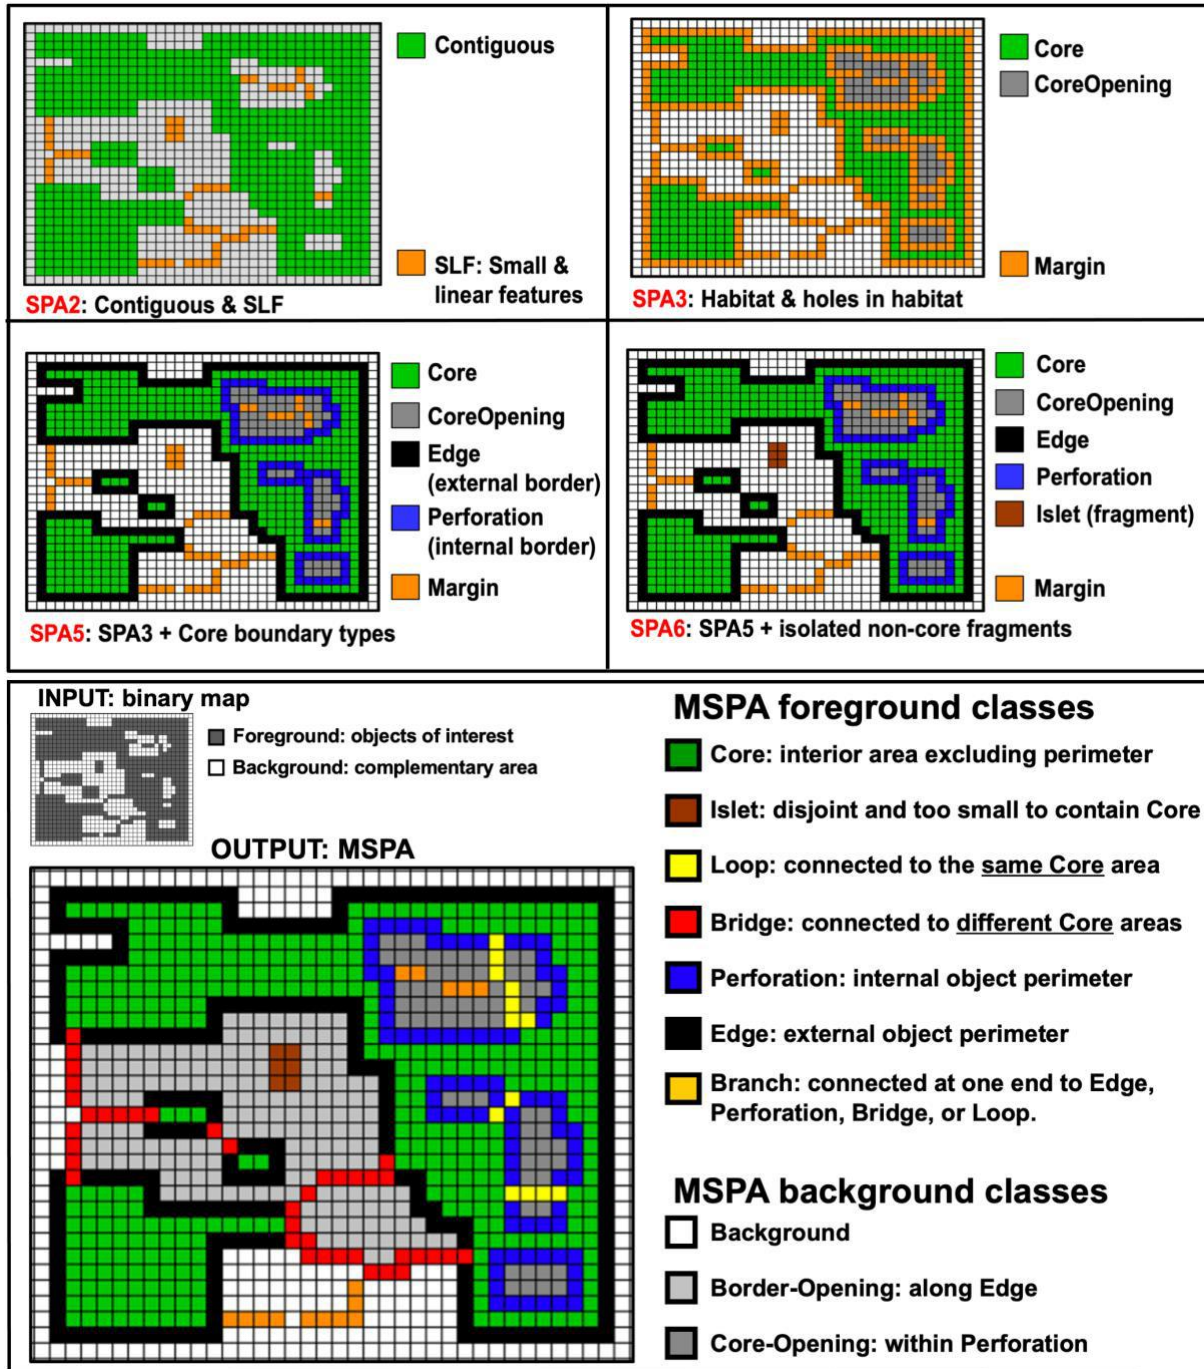 Contiguous
SLF: Small &
linear features
SPA2: Contiguous & SLF
Core
CoreOpening
Margin
SPA3: Habitat & holes in habitat
Core
CoreOpening
Edge
(external border)
Perforation
(internal border)
Margin
SPA5: SPA3 + Core boundary types
Core
CoreOpening
Edge
Perforation
Islet (fragment)
Margin
SPA6: SPA5 + isolated non-core fragments
INPUT: binary map
Foreground: objects of interest
Background: complementary area
OUTPUT: MSPA
MSPA foreground classes
Core: interior area excluding perimeter
Islet: disjoint and too small to contain Core
Loop: connected to the same Core area
Bridge: connected to different Core areas
Perforation: internal object perimeter
Edge: external object perimeter
Branch: connected at one end to Edge,
Perforation, Bridge, or Loop.
MSPA background classes
Background
Border-Opening: along Edge
Core-Opening: within Perforation